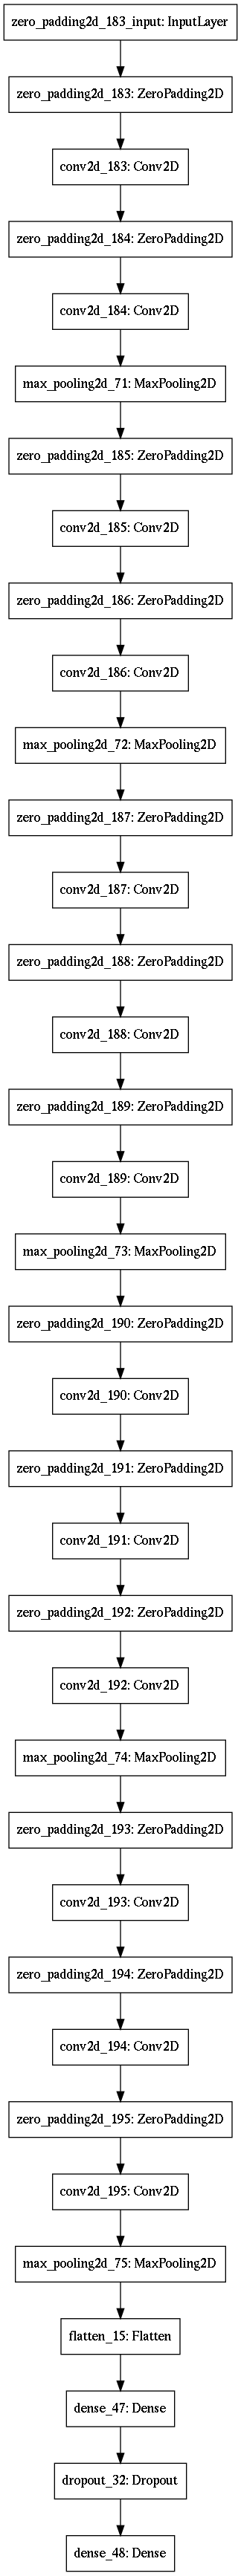 zero_padding2d_183_input: InputLayer
zero_padding2d_183: ZeroPadding2D
conv2d_183: Conv2D
zero_padding2d_184: ZeroPadding2D
conv2d_184: Conv2D
max_pooling2d_71: MaxPooling2D
zero_padding2d_185: ZeroPadding2D
conv2d_185: Conv2D
zero_padding2d_186: ZeroPadding2D
conv2d_186: Conv2D
max_pooling2d_72: MaxPooling2D
zero_padding2d_187: ZeroPadding2D
conv2d_187: Conv2D
zero_padding2d_188: ZeroPadding2D
conv2d_188: Conv2D
zero_padding2d_189: ZeroPadding2D
conv2d_189: Conv2D
max_pooling2d_73: MaxPooling2D
zero_padding2d_190: ZeroPadding2D
conv2d_190: Conv2D
zero_padding2d_191: ZeroPadding2D
conv2d_191: Conv2D
zero_padding2d_192: ZeroPadding2D
conv2d_192: Conv2D
max_pooling2d_74: MaxPooling2D
zero_padding2d_193: ZeroPadding2D
conv2d_193: Conv2D
zero_padding2d_194: ZeroPadding2D
conv2d_194: Conv2D
zero_padding2d_195: ZeroPadding2D
conv2d_195: Conv2D
max_pooling2d_75: MaxPooling2D
flatten_15: Flatten
dense_47: Dense
dropout_32: Dropout
dense_48: Dense